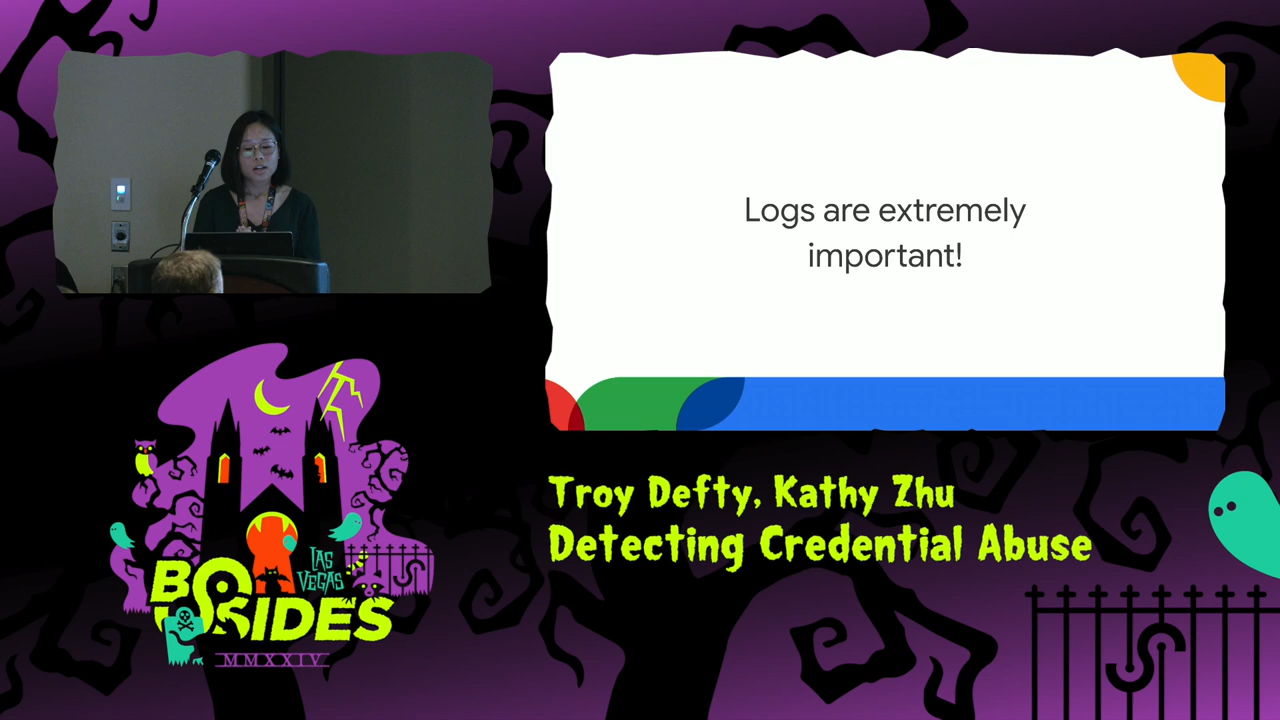 Logs are extremely
important!
Troy Defty, Kathy Zhu
Detecting Credential Abuse
LAS
VEGAS
BSIDES
MMXXIV